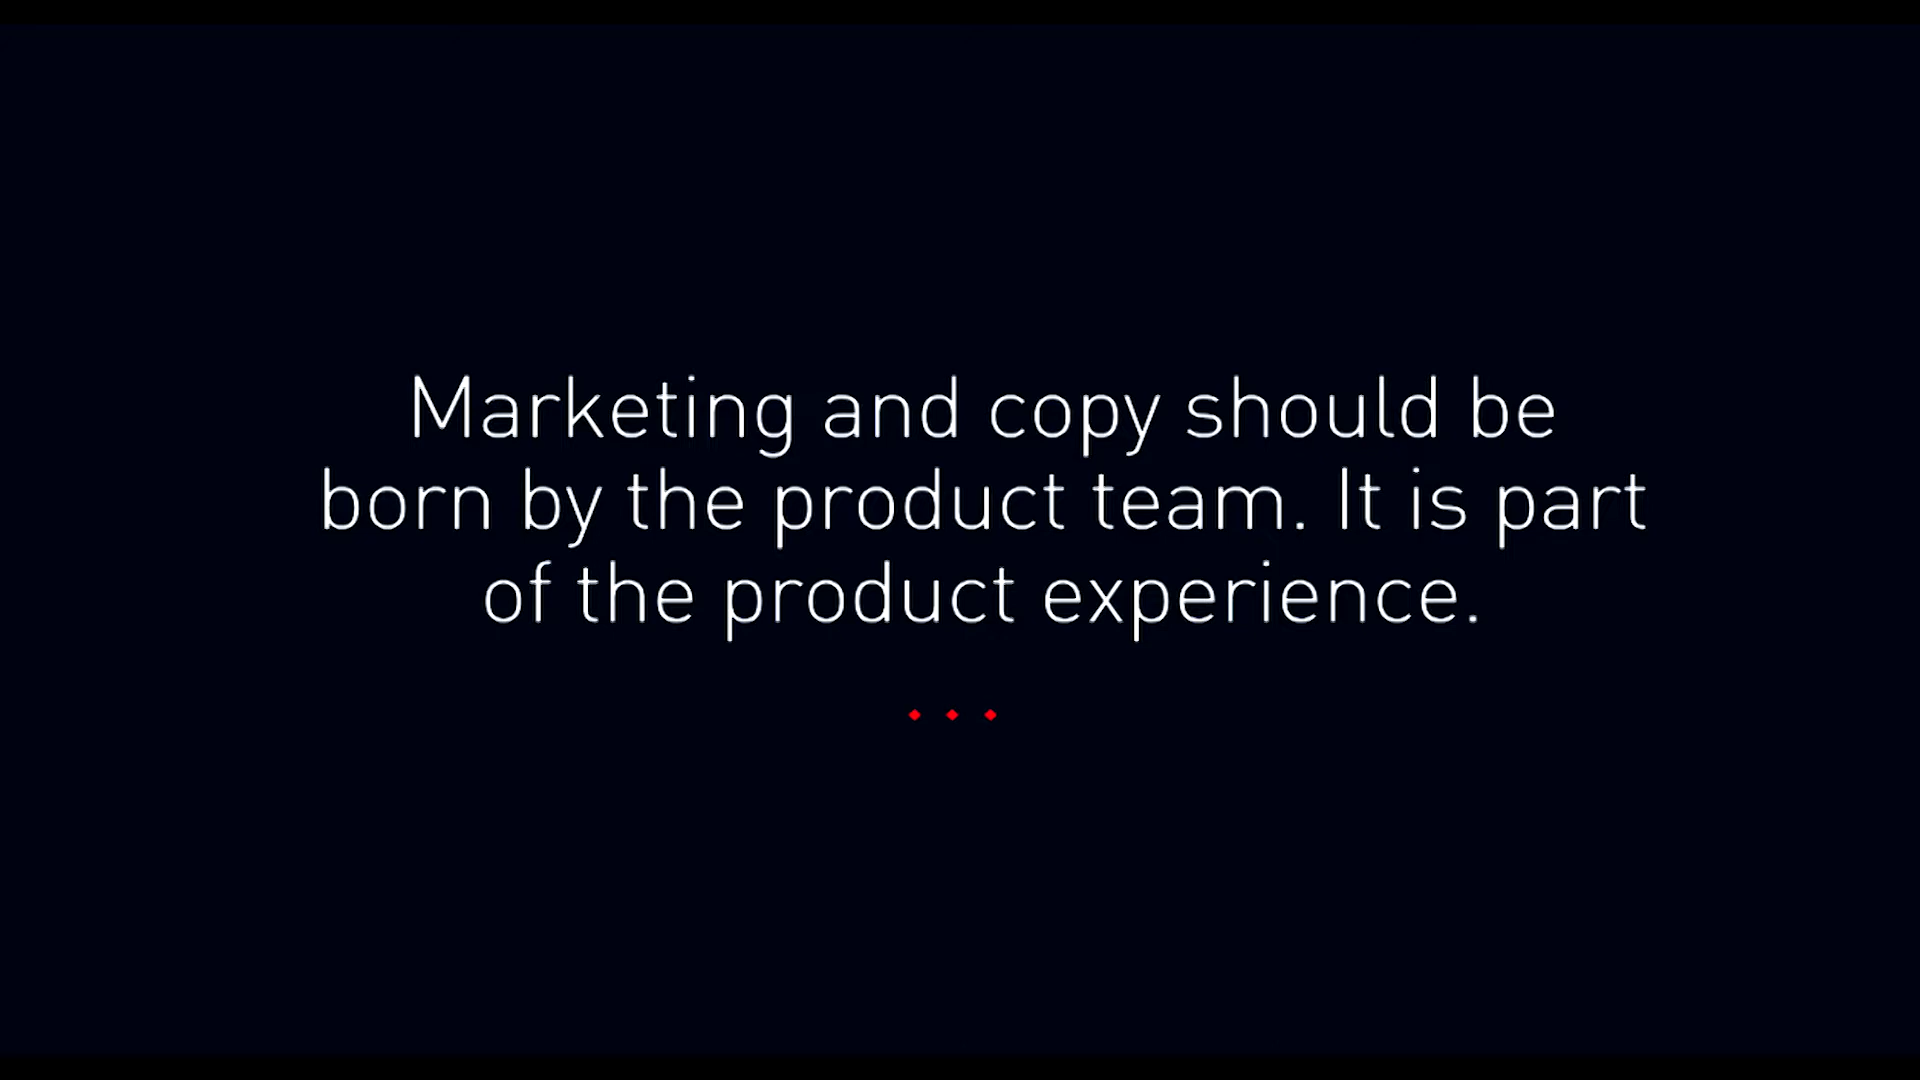 Marketing and copy should be
born by the product team. It is part
of the product experience.